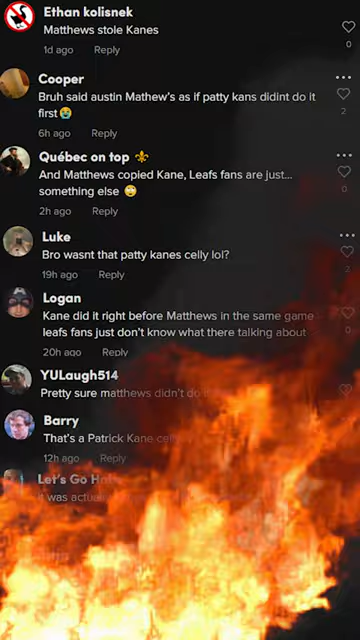 Ethan kolisnek
Matthews stole Kanes
0
1d ago Reply
Cooper
Bruh said austin Mathew's as if patty kans didint do it
first😭
2
6h ago Reply
Québec on top ⚜️
And Matthews copied Kane, Leafs fans are just...
something else 🙄
0
2h ago Reply
Luke
Bro wasnt that patty kanes celly lol?
2
19h ago Reply
Logan
Kane did it right before Matthews in the same game
leafs fans just don't know what there talking about
0
20h ago Reply
YULaugh514
Pretty sure matthews didn't do
Barry
That's a Patrick Kane
12h ago Reply
Let's Go
it was